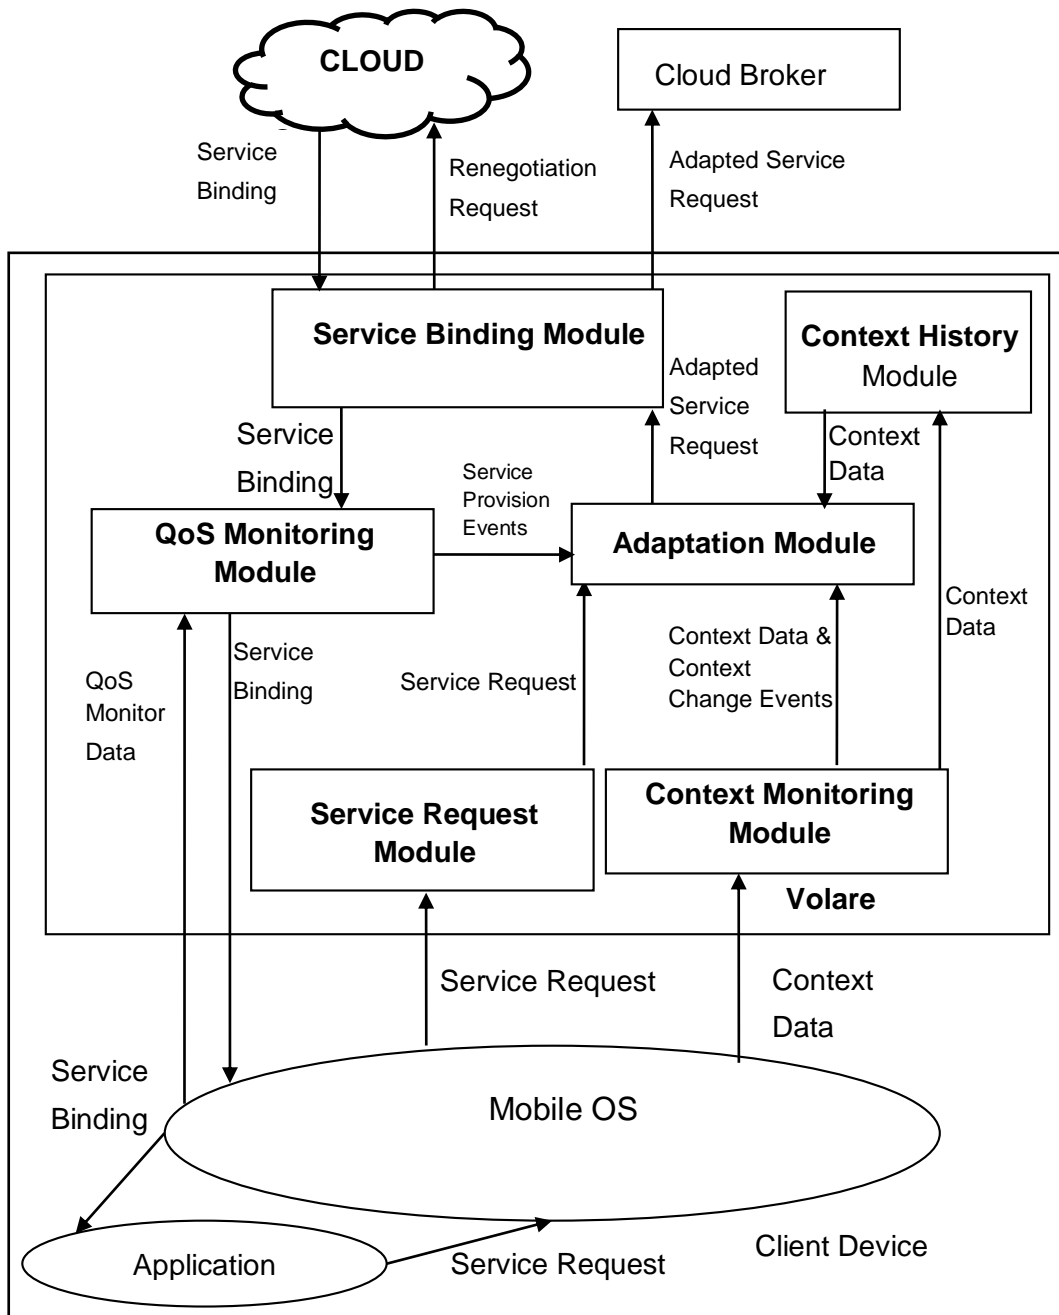 CLOUD
Cloud Broker
Service
Binding
Renegotiation
Request
Adapted Service
Request
Service Binding Module
Context History
Module
Adapted
Service
Request
Service
Binding
Context
Data
Service
Provision
Events
QoS Monitoring
Module
Adaptation Module
Context
Data
Service
Binding
Context Data &
Context
Change Events
QoS
Monitor
Data
Service Request
Service Request
Module
Context Monitoring
Module
Volare
Service Request
Context
Data
Service
Binding
Mobile OS
Application
Service Request
Client Device